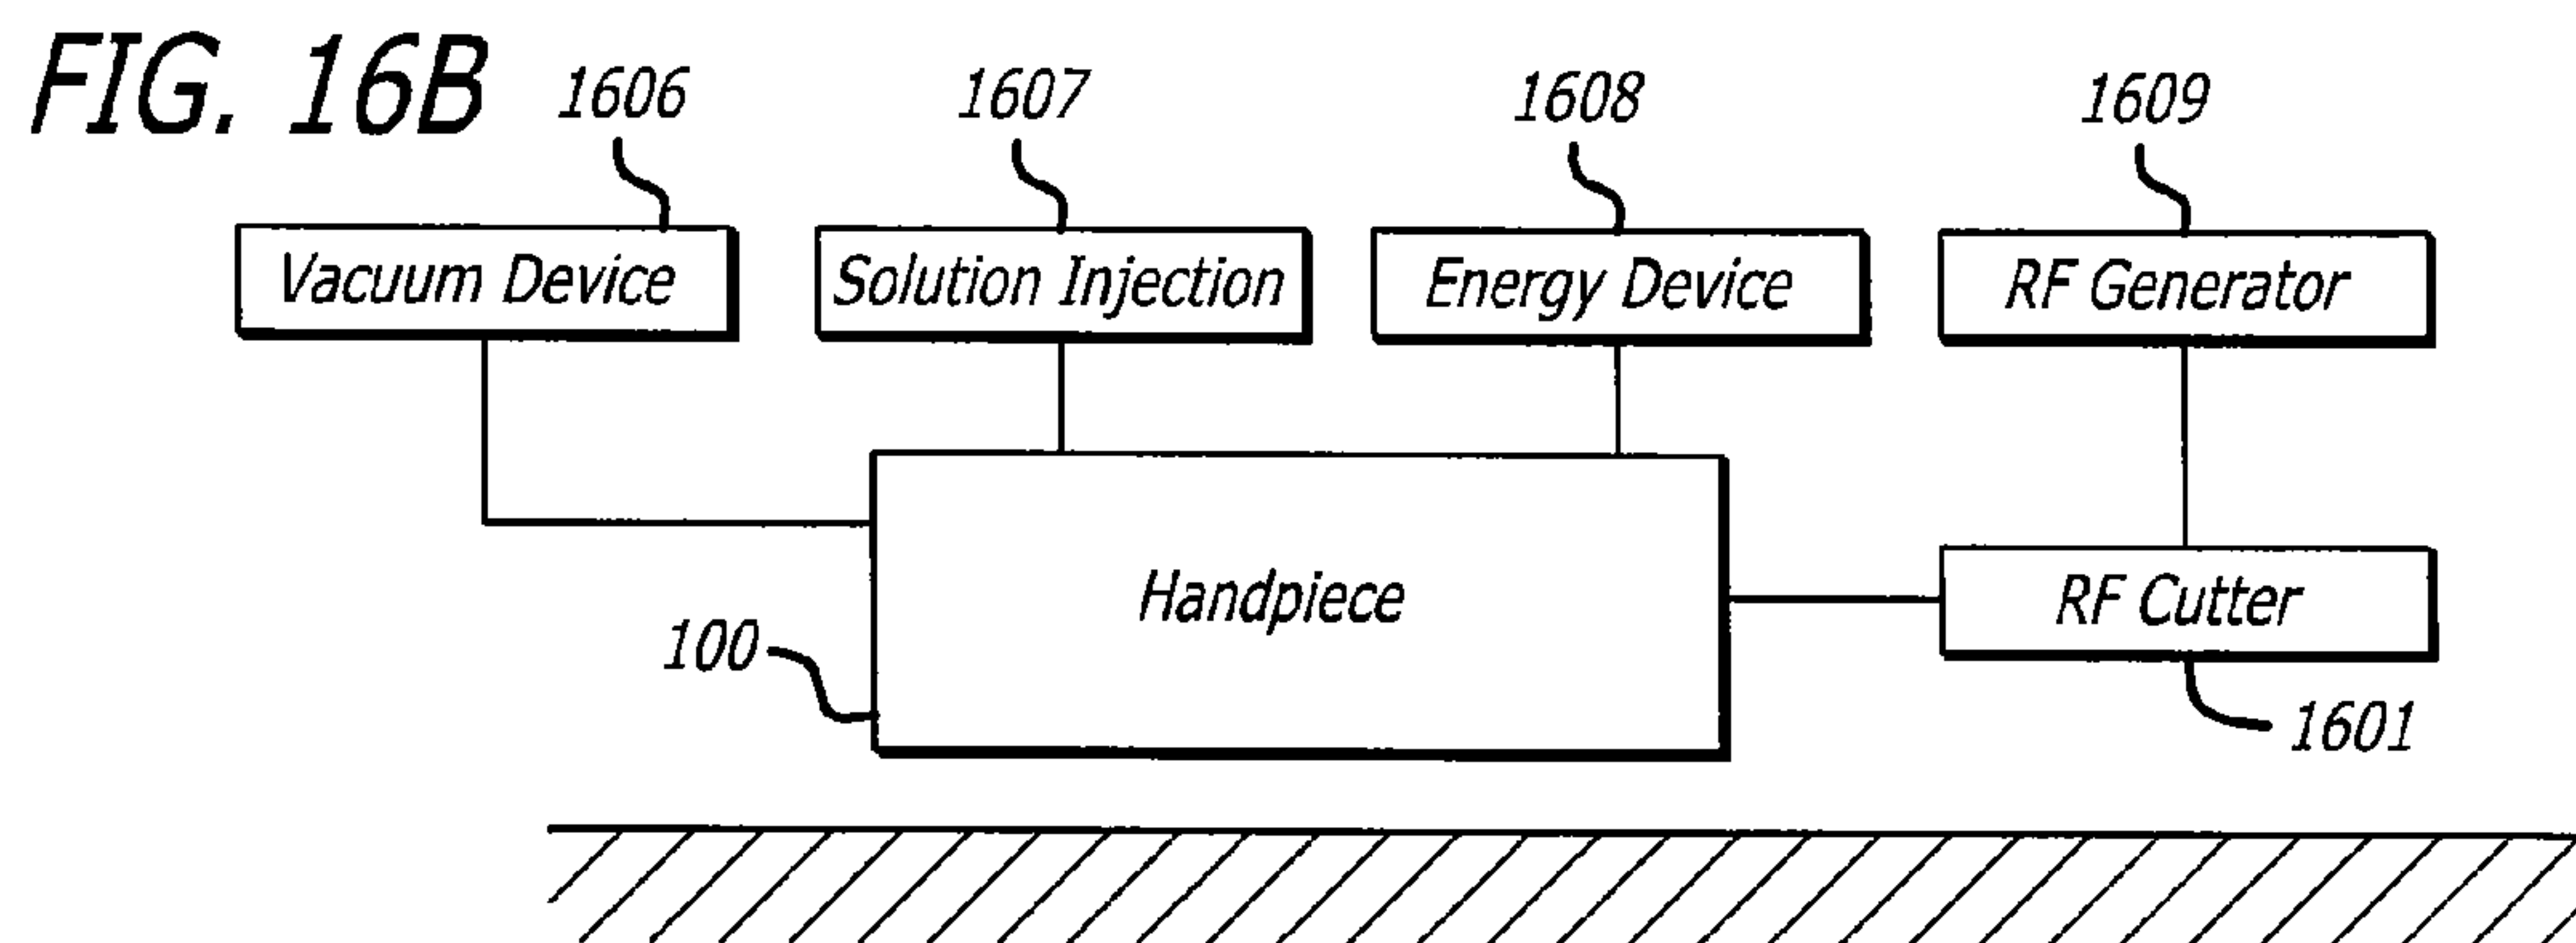 FIG. 16B
1606 1607 1608 1609
Vacuum Device Solution Injection Energy Device RF Generator
Handpiece RF Cutter
100
1601